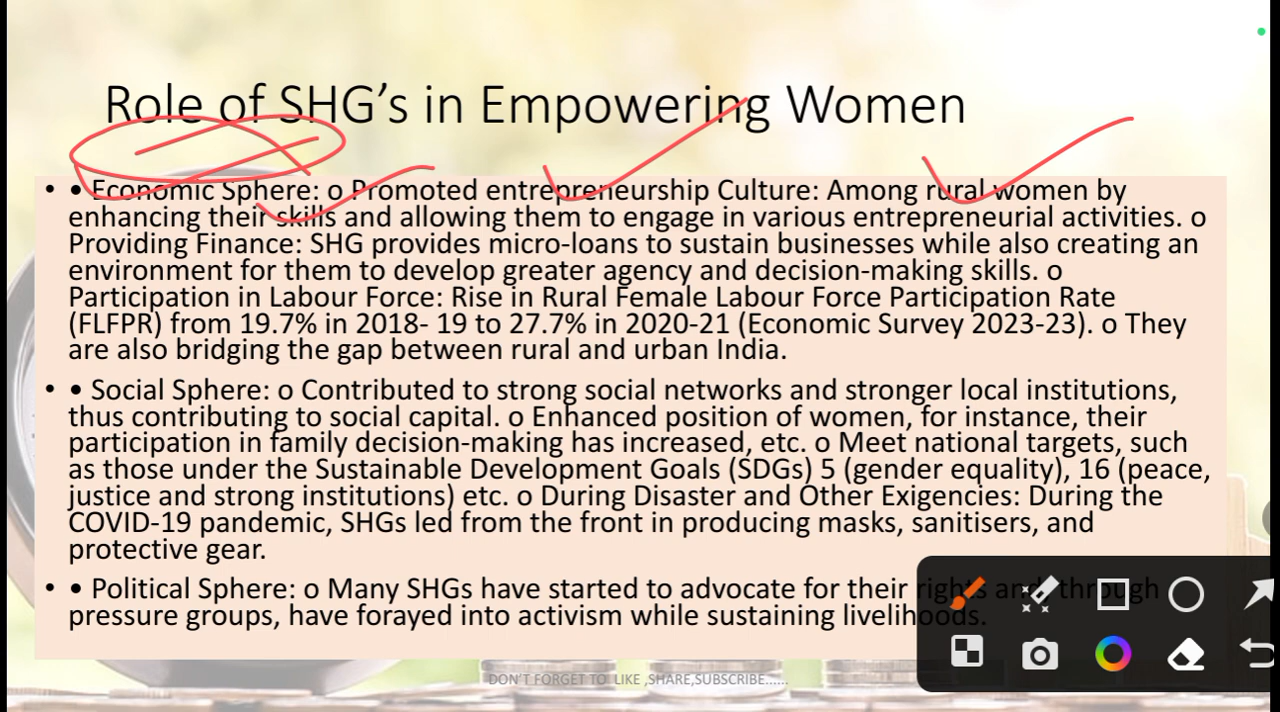 Role of SHG's in Empowering Women
• • Economic Sphere: o Promoted entrepreneurship Culture: Among rural women by
enhancing their skills and allowing them to engage in various entrepreneurial activities. o
Providing Finance: SHG provides micro-loans to sustain businesses while also creating an
environment for them to develop greater agency and decision-making skills. o
Participation in Labour Force: Rise in Rural Female Labour Force Participation Rate
(FLFPR) from 19.7% in 2018- 19 to 27.7% in 2020-21 (Economic Survey 2023-23). o They
are also bridging the gap between rural and urban India.
• • Social Sphere: o Contributed to strong social networks and stronger local institutions,
thus contributing to social capital. o Enhanced position of women, for instance, their
participation in family decision-making has increased, etc. o Meet national targets, such
as those under the Sustainable Development Goals (SDGs) 5 (gender equality), 16 (peace,
justice and strong institutions) etc. o During Disaster and Other Exigencies: During the
COVID-19 pandemic, SHGs led from the front in producing masks, sanitisers, and
protective gear.
• • Political Sphere: o Many SHGs have started to advocate for their rights and through
pressure groups, have forayed into activism while sustaining livelihoods.
DON'T FORGET TO LIKE ,SHARE,SUBSCRIBE......